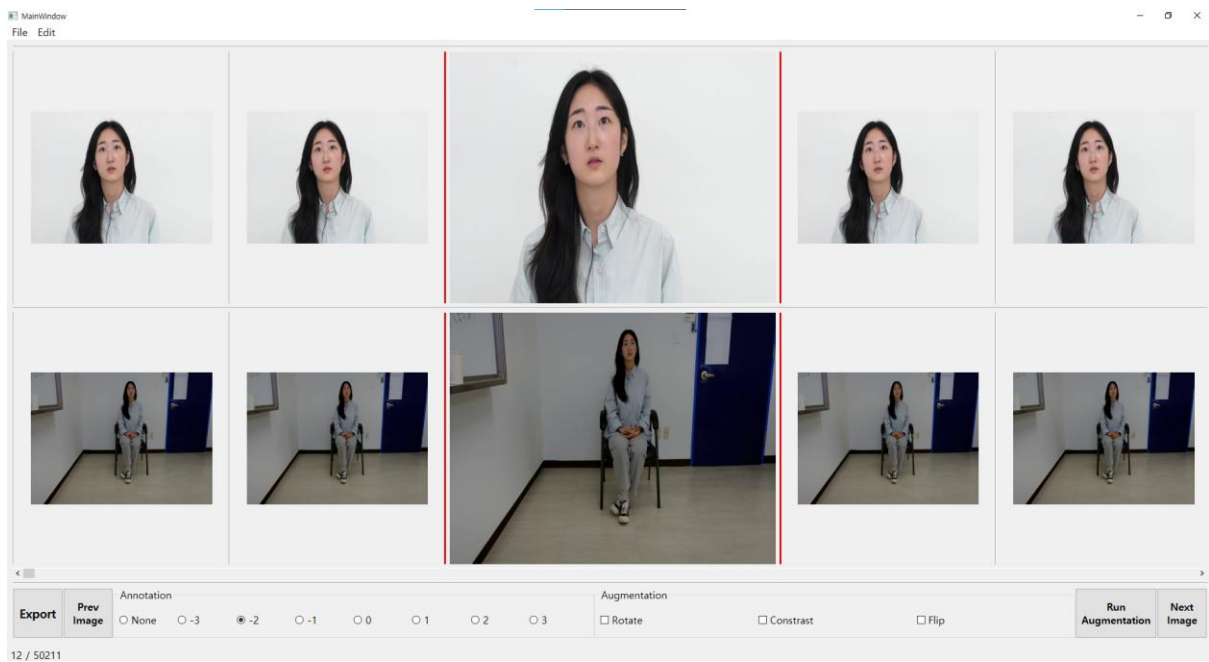 MainWindow
File Edit
Export
Prev
Image
Annotation
None -3 -2 -1 0 1 2 3
Augmentation
Rotate Constrast Flip
Run
Augmentation
Next
Image
12 / 50211